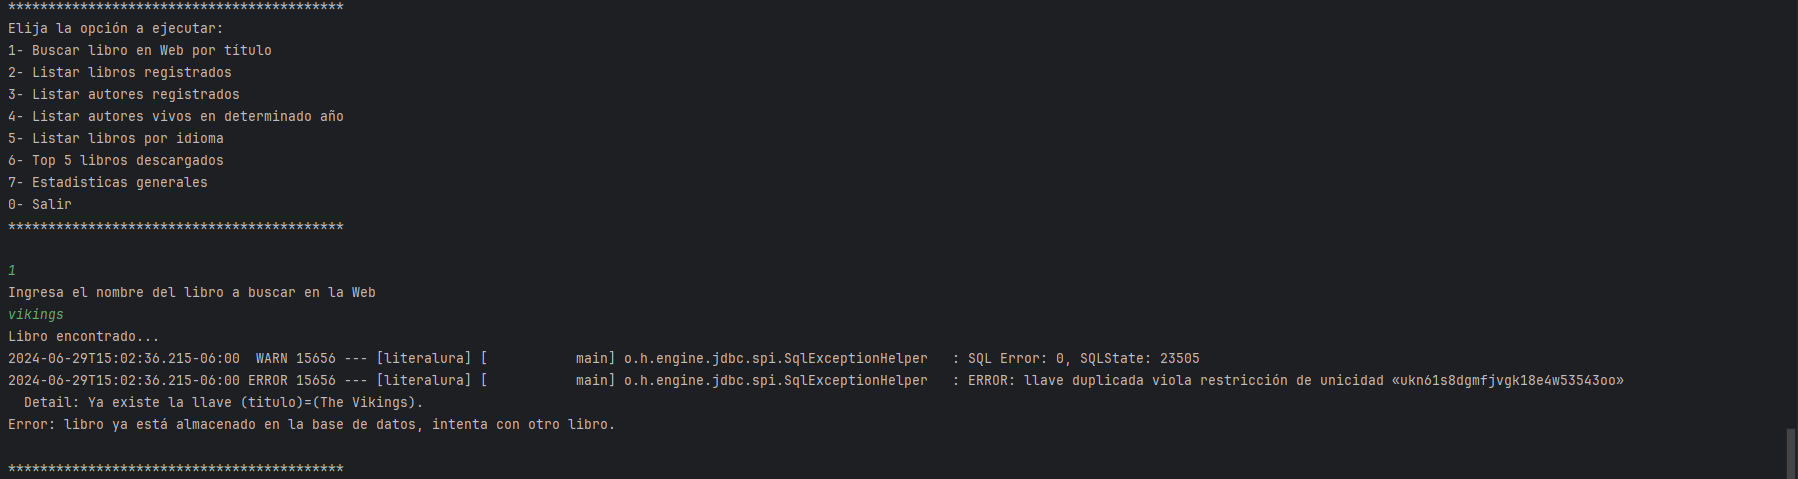 ******************************************
Elija la opción a ejecutar:
1- Buscar libro en Web por título
2- Listar libros registrados
3- Listar autores registrados
4- Listar autores vivos en determinado año
5- Listar libros por idioma
6- Top 5 libros descargados
7- Estadisticas generales
0- Salir
******************************************
1
Ingresa el nombre del libro a buscar en la Web
vikings
Libro encontrado...
2024-06-29T15:02:36.215-06:00  WARN 15656 --- [literalura] [           main] o.h.engine.jdbc.spi.SqlExceptionHelper   : SQL Error: 0, SQLState: 23505
2024-06-29T15:02:36.215-06:00 ERROR 15656 --- [literalura] [           main] o.h.engine.jdbc.spi.SqlExceptionHelper   : ERROR: llave duplicada viola restricción de unicidad «ukn61s8dgmfjvgk18e4w53543oo»
  Detail: Ya existe la llave (titulo)=(The Vikings).
Error: libro ya está almacenado en la base de datos, intenta con otro libro.
******************************************